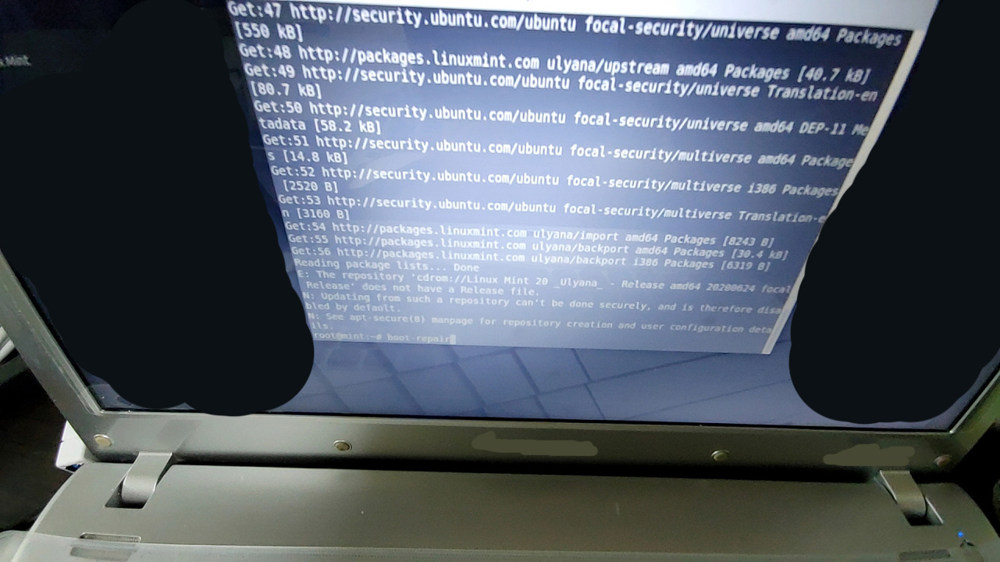 Mint
Get:47 http://security.ubuntu.com/ubuntu focal-security/universe amd64 Packages
[550 kB]
Get:48 http://packages.linuxmint.com ulyana/upstream amd64 Packages [40.7 kB]
Get:49 http://security.ubuntu.com/ubuntu focal-security/universe Translation-en
[80.7 kB]
Get:50 http://security.ubuntu.com/ubuntu focal-security/universe amd64 DEP-11 Me
tadata [58.2 kB]
Get:51 http://security.ubuntu.com/ubuntu focal-security/multiverse amd64 Package
s [14.8 kB]
Get:52 http://security.ubuntu.com/ubuntu focal-security/multiverse i386 Packages
[2520 B]
Get:53 http://security.ubuntu.com/ubuntu focal-security/multiverse Translation-e
n [3160 B]
Get:54 http://packages.linuxmint.com ulyana/import amd64 Packages [8243 B]
Get:55 http://packages.linuxmint.com ulyana/backport amd64 Packages [30.4 kB]
Get:56 http://packages.linuxmint.com ulyana/backport i386 Packages [6319 B]
Reading package lists... Done
E: The repository 'cdrom://Linux Mint 20 _Ulyana_ - Release amd64 20200624 focal
Release' does not have a Release file.
N: Updating from such a repository can't be done securely, and is therefore disa
bled by default.
N: See apt-secure(8) manpage for repository creation and user configuration deta
ils.
root@mint:~# boot-repair